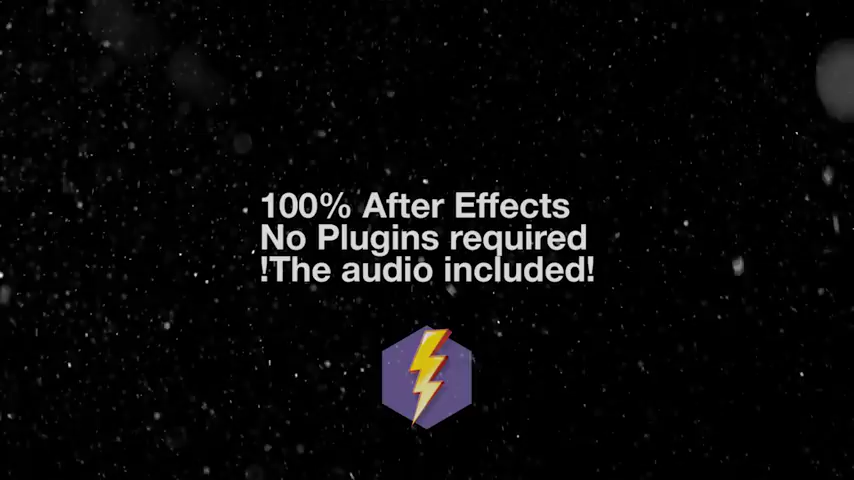 100% After Effects
No Plugins required
!The audio included!